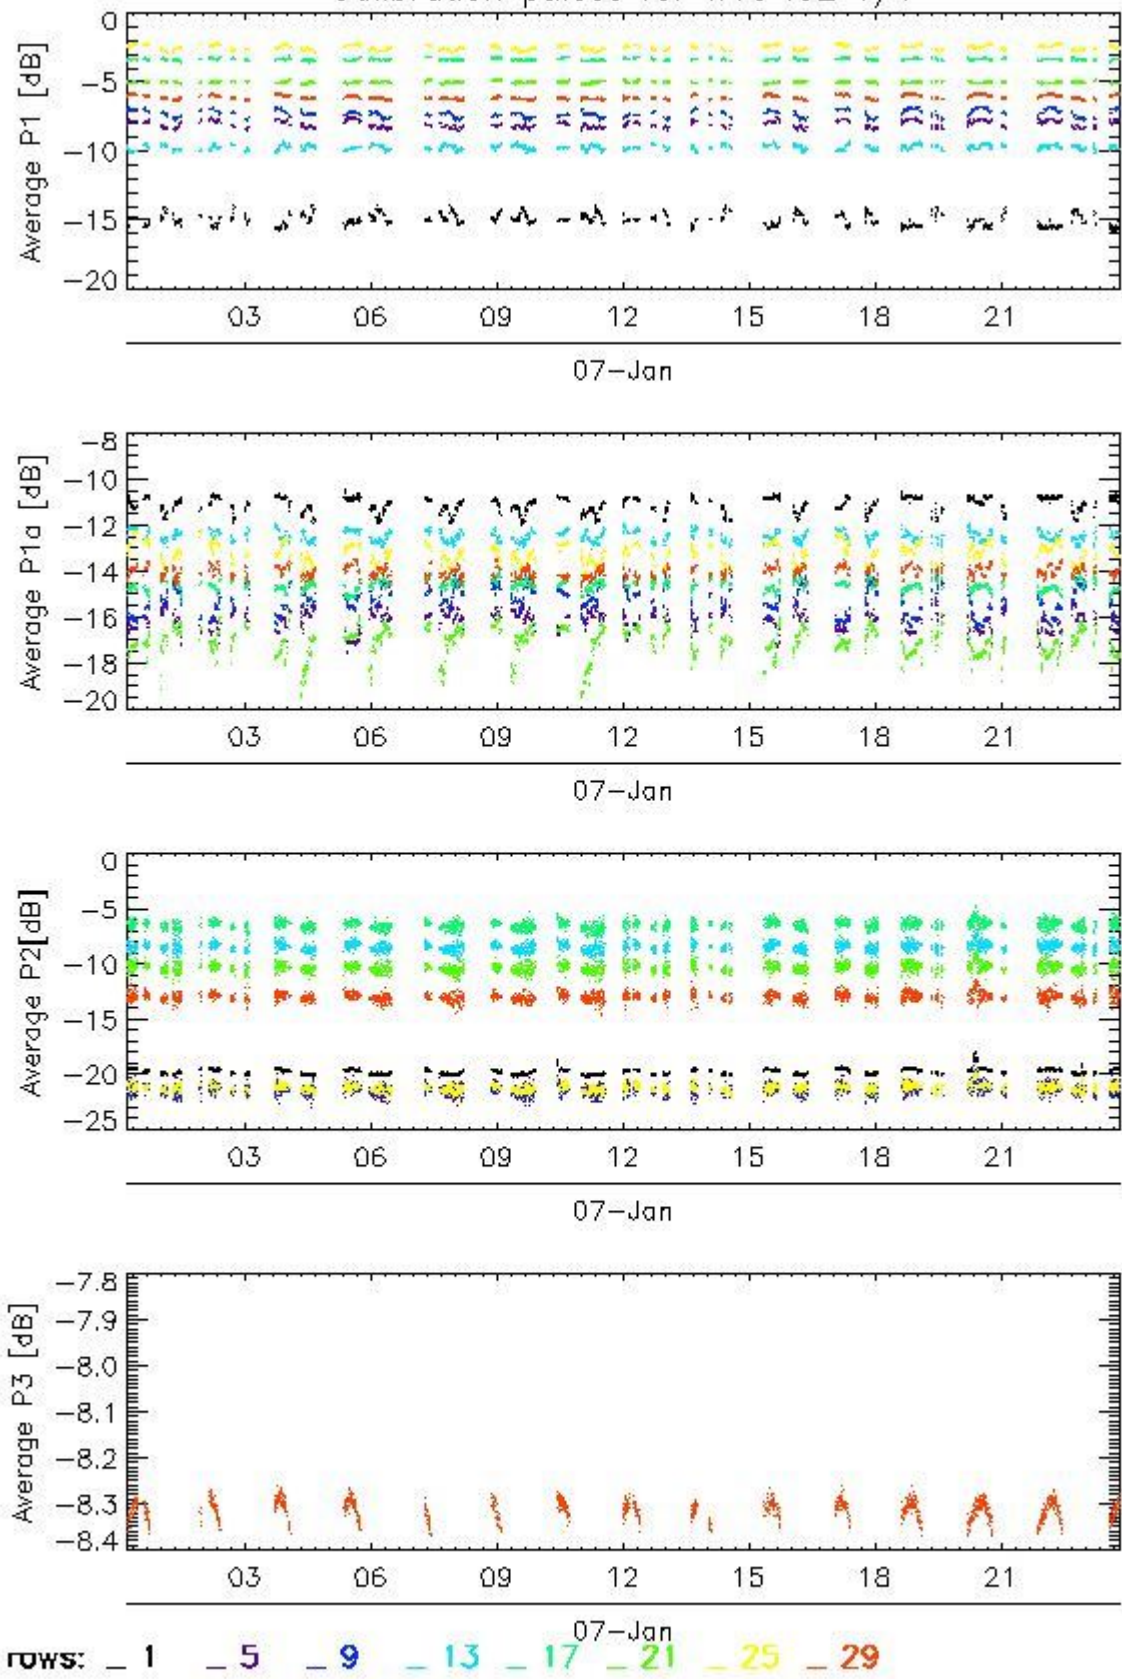 Average P1 [dB]
0
−5
−10
−15
−20
03 06 09 12 15 18 21
07−Jan
Average P1a [dB]
−8
−10
−12
−14
−16
−18
−20
03 06 09 12 15 18 21
07−Jan
Average P2[dB]
0
−5
−10
−15
−20
−25
03 06 09 12 15 18 21
07−Jan
Average P3 [dB]
−7.8
−7.9
−8.0
−8.1
−8.2
−8.3
−8.4
03 06 09 12 15 18 21
07−Jan
rows: _ 1 _ 5 _ 9 _ 13 _ 17 _ 21 _ 25 _ 29